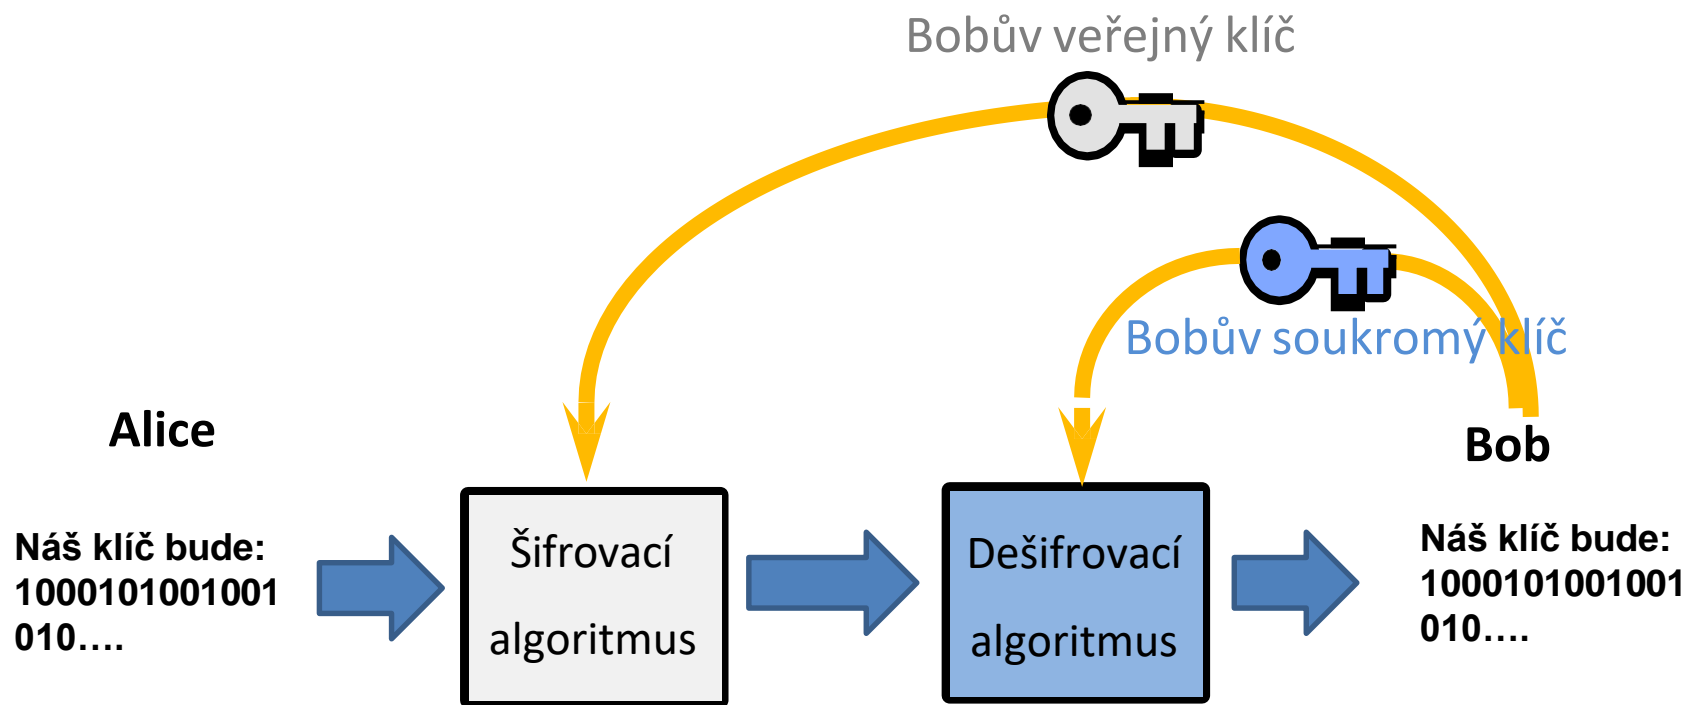 Bobův veřejný klíč
Bobův soukromý klíč
Alice
Bob
Náš klíč bude:
1000101001001
010….
Šifrovací
algoritmus
Dešifrovací
algoritmus
Náš klíč bude:
1000101001001
010….